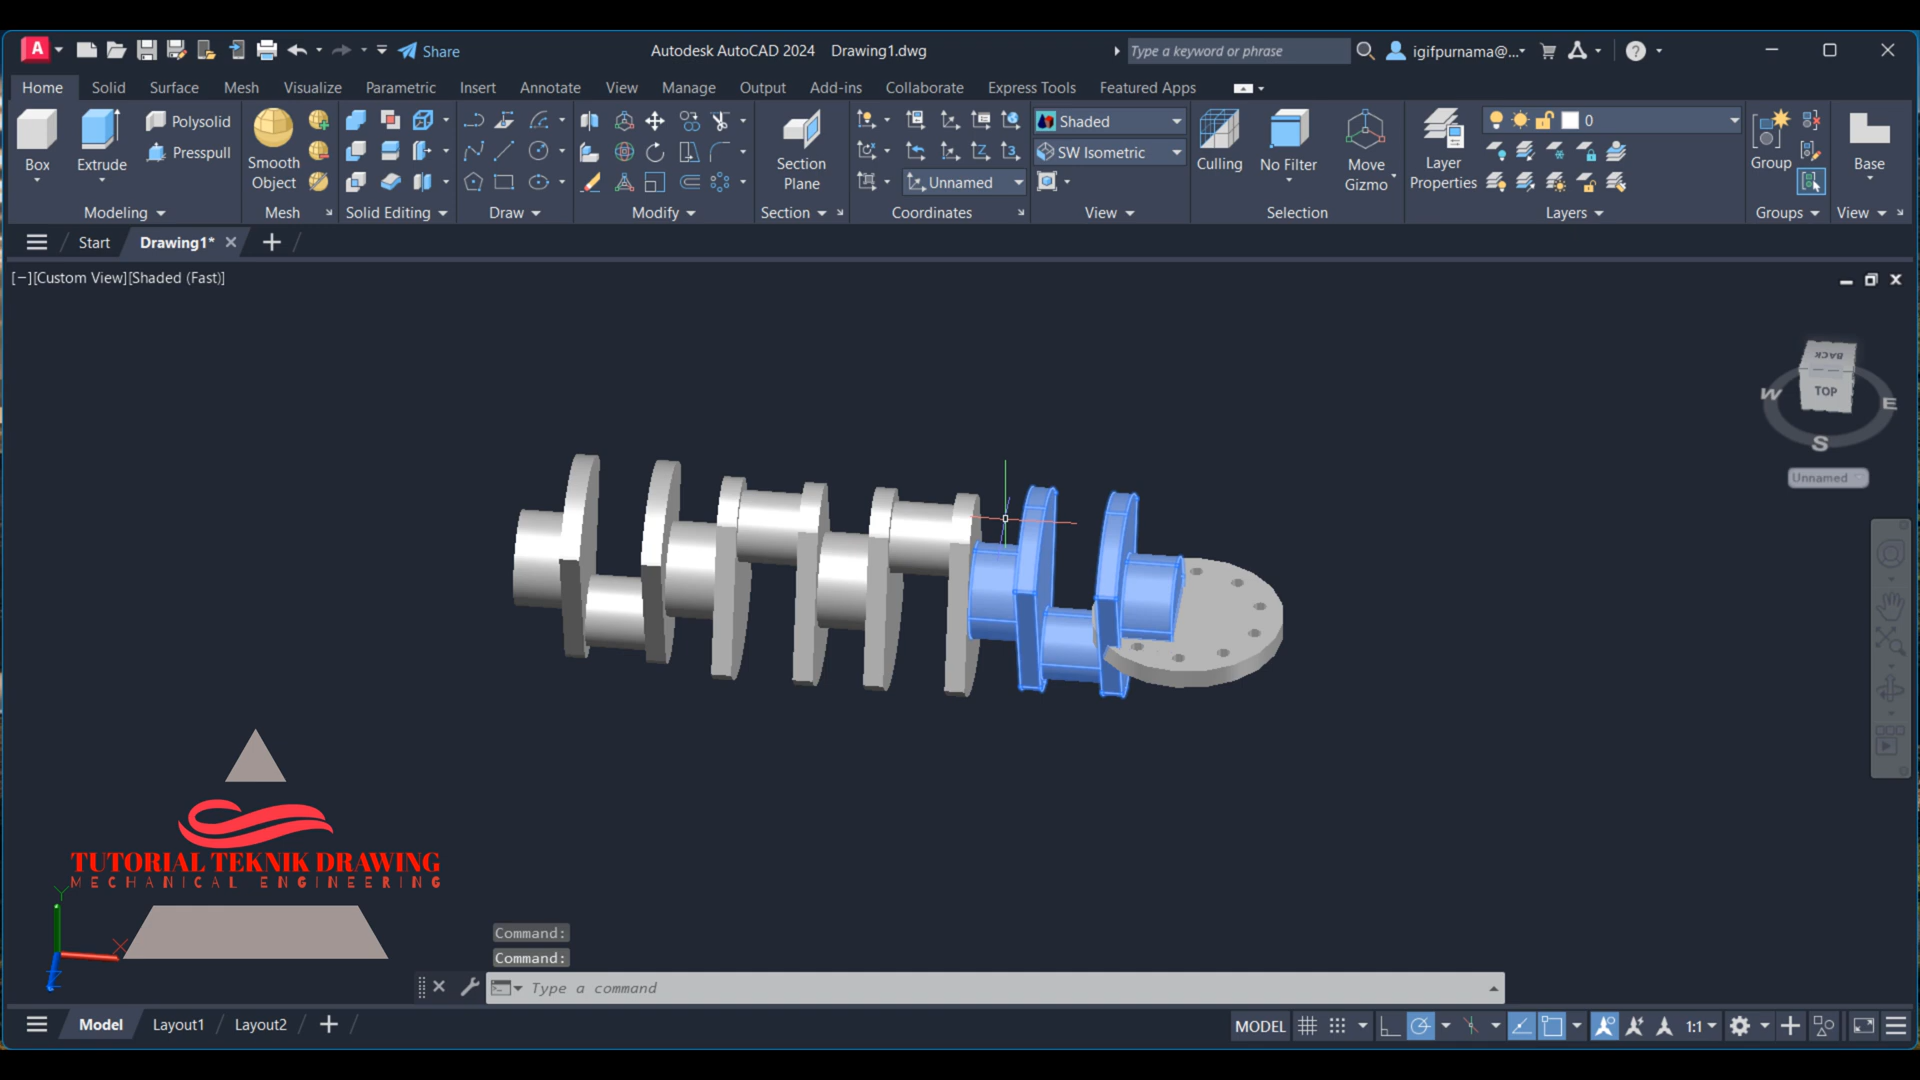 A Share Autodesk AutoCAD 2024 Drawing1.dwg Type a keyword or phrase igifpurnama@...
Home Solid Surface Mesh Visualize Parametric Insert Annotate View Manage Output Add-ins Collaborate Express Tools Featured Apps
Box
Extrude
Polysolid
Presspull
Modeling
Smooth
Object
Mesh
Solid Editing
Draw
Modify
Section
Plane
Section
Unnamed
Coordinates
Shaded
SW Isometric
View
Culling
No Filter
Move
Gizmo
Selection
Layer
Properties
0
Layers
Group
Groups
Base
View
Start Drawing1*
[−][Custom View][Shaded (Fast)]
BACK
TOP
W
E
S
Unnamed
TUTORIAL TEKNIK DRAWING
MECHANICAL ENGINEERING
Y
X
Z
Command:
Command:
Type a command
Model Layout1 Layout2
MODEL 1:1